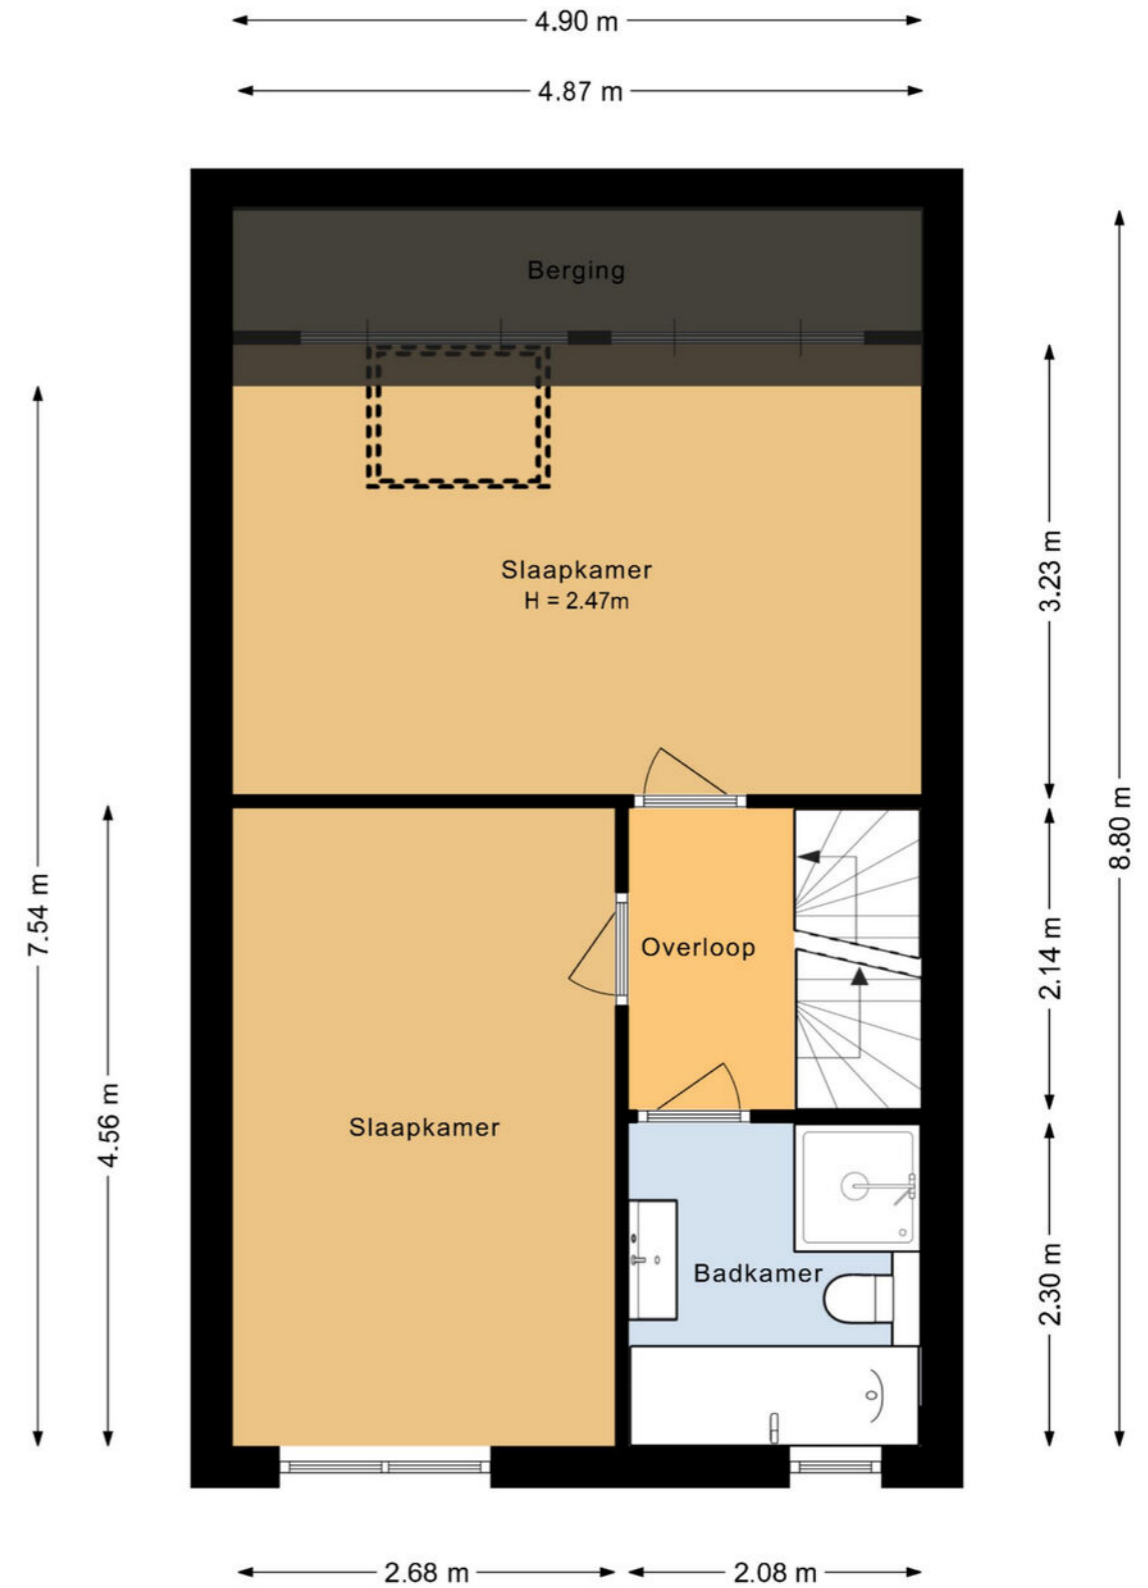 4.90 m
4.87 m
Berging
Slaapkamer
H = 2.47m
3.23 m
8.80 m
7.54 m
Overloop
2.14 m
4.56 m
Slaapkamer
Badkamer
2.30 m
2.68 m
2.08 m